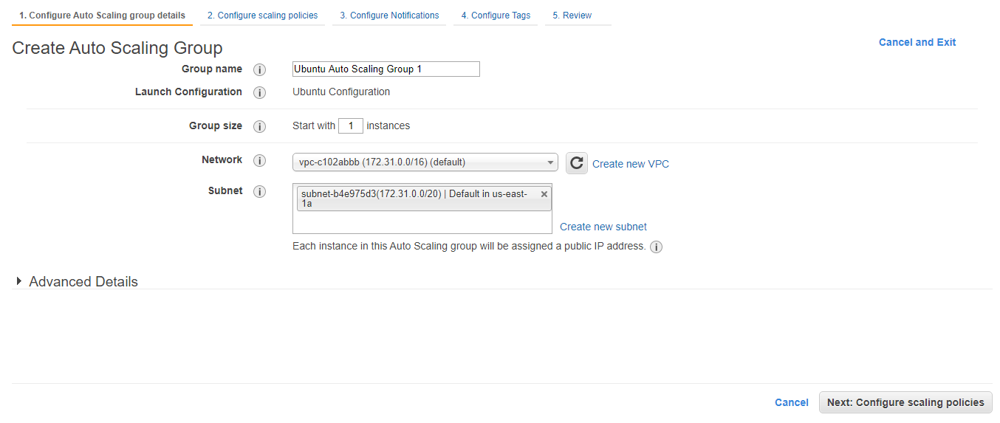 1. Configure Auto Scaling group details 2. Configure scaling policies 3. Configure Notifications 4. Configure Tags 5. Review
Create Auto Scaling Group
Cancel and Exit
Group name i Ubuntu Auto Scaling Group 1
Launch Configuration i Ubuntu Configuration
Group size i Start with 1 instances
Network i vpc-c102abbb (172.31.0.0/16) (default) Create new VPC
Subnet i subnet-b4e975d3(172.31.0.0/20) | Default in us-east-
1a
Create new subnet
Each instance in this Auto Scaling group will be assigned a public IP address. i
Advanced Details
Cancel Next: Configure scaling policies